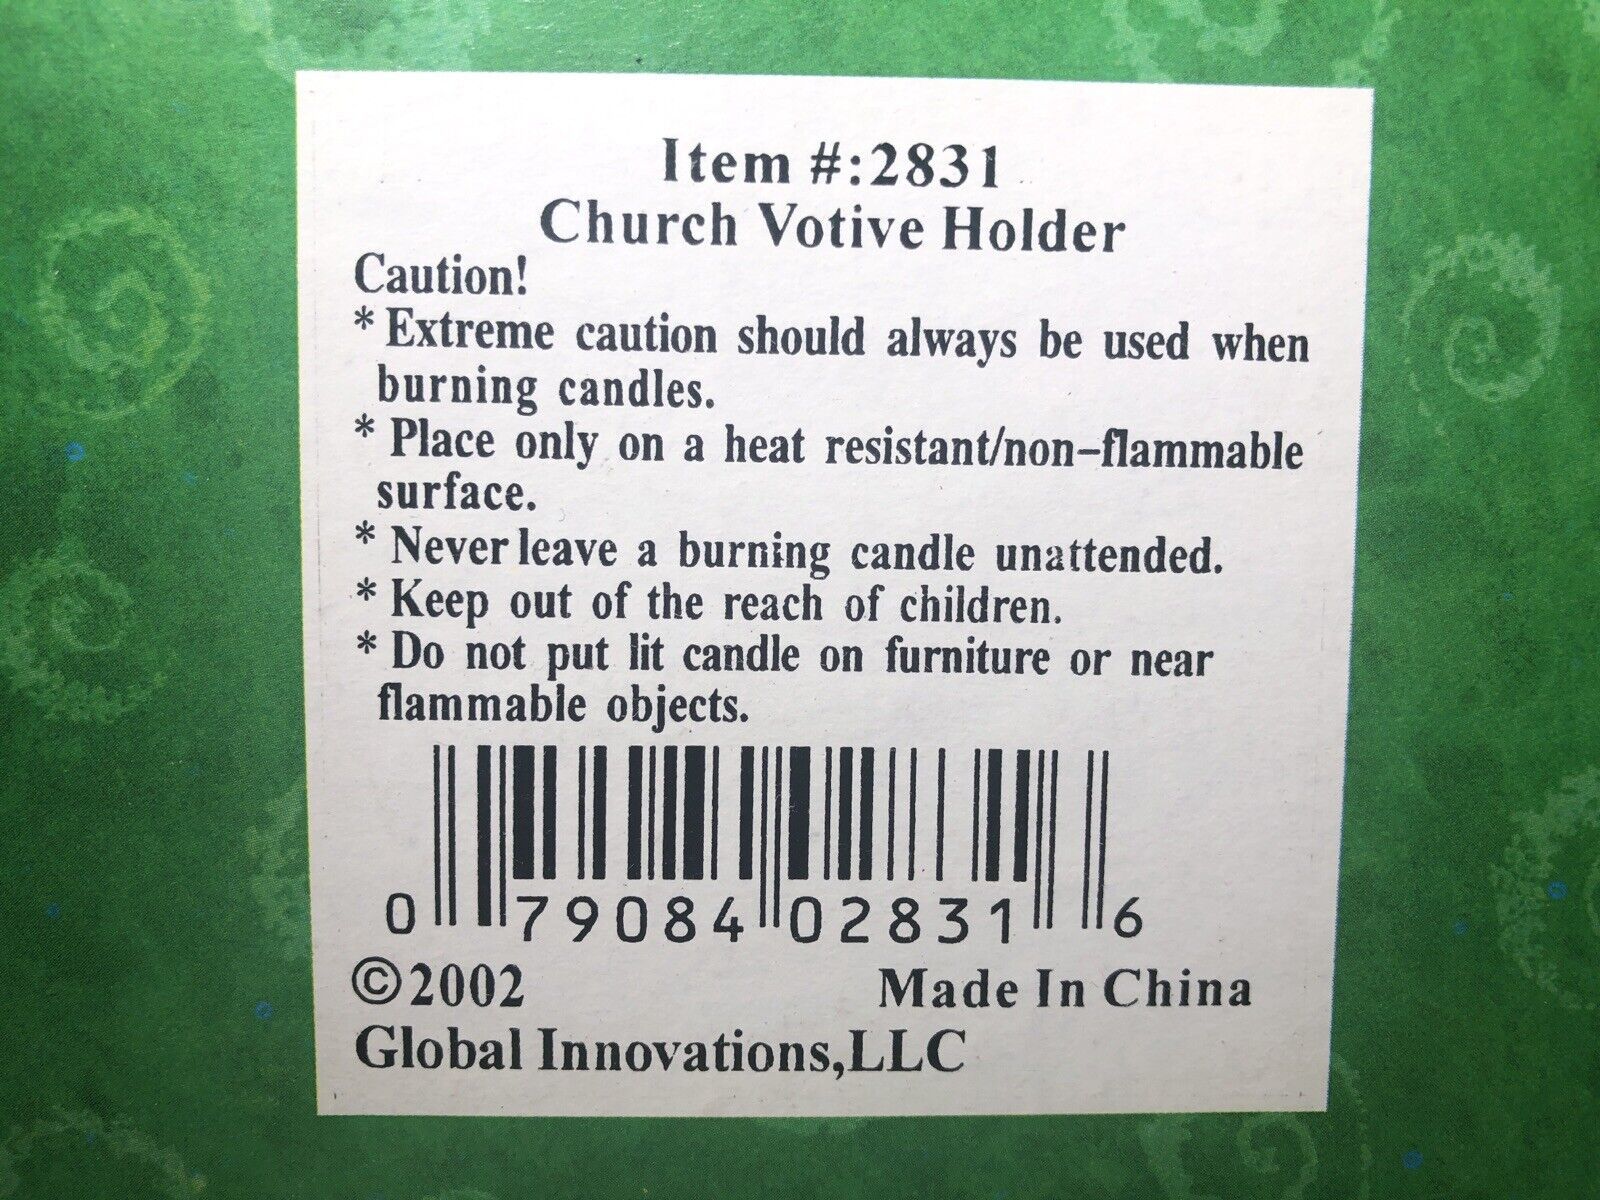 Item #:2831
Church Votive Holder
Caution!
* Extreme caution should always be used when
burning candles.
* Place only on a heat resistant/non-flammable
surface.
* Never leave a burning candle unattended.
* Keep out of the reach of children.
* Do not put lit candle on furniture or near
flammable objects.
0 79084 02831 6
©2002 Made In China
Global Innovations,LLC